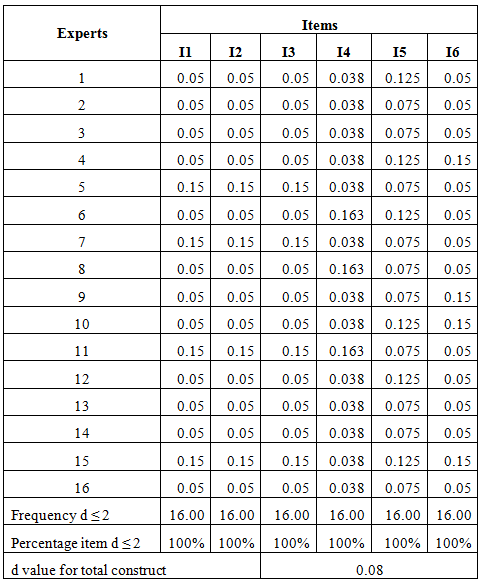 Experts Items
I1 I2 I3 I4 I5 I6
1 0.05 0.05 0.05 0.038 0.125 0.05
2 0.05 0.05 0.05 0.038 0.075 0.05
3 0.05 0.05 0.05 0.038 0.075 0.05
4 0.05 0.05 0.05 0.038 0.125 0.15
5 0.15 0.15 0.15 0.038 0.075 0.05
6 0.05 0.05 0.05 0.163 0.125 0.05
7 0.15 0.15 0.15 0.038 0.075 0.05
8 0.05 0.05 0.05 0.163 0.075 0.05
9 0.05 0.05 0.05 0.038 0.075 0.15
10 0.05 0.05 0.05 0.038 0.125 0.15
11 0.15 0.15 0.15 0.163 0.075 0.05
12 0.05 0.05 0.05 0.038 0.125 0.05
13 0.05 0.05 0.05 0.038 0.075 0.05
14 0.05 0.05 0.05 0.038 0.075 0.05
15 0.15 0.15 0.15 0.038 0.125 0.15
16 0.05 0.05 0.05 0.038 0.075 0.05
Frequency d ≤ 2 16.00 16.00 16.00 16.00 16.00 16.00
Percentage item d ≤ 2 100% 100% 100% 100% 100% 100%
d value for total construct 0.08